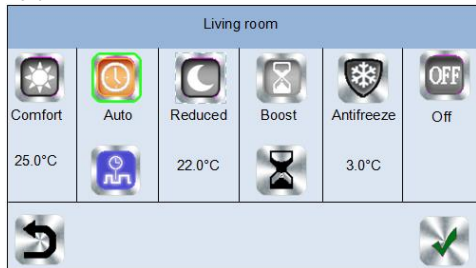 Living room
OFF
Comfort Auto Reduced Boost Antifreeze Off
25.0°C 22.0°C 3.0°C